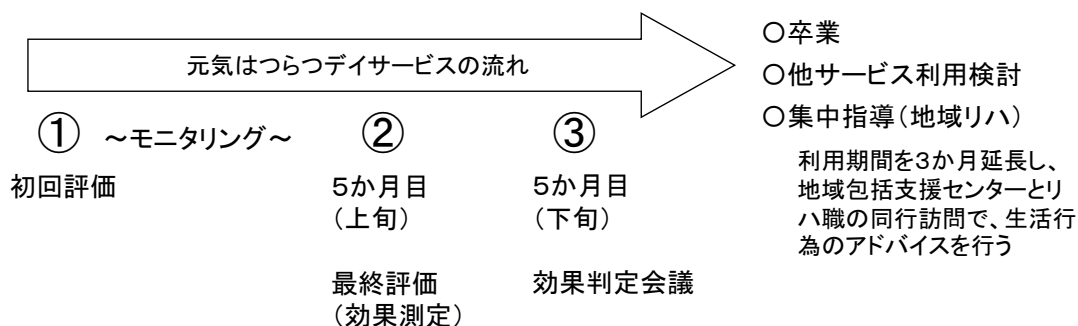 元気はつらつデイサービスの流れ
① ～モニタリング～
初回評価
②
5か月目
（上旬）
最終評価
（効果測定）
③
5か月目
（下旬）
効果判定会議
○卒業
○他サービス利用検討
○集中指導（地域リハ）
利用期間を3か月延長し、
地域包括支援センターとリ
ハ職の同行訪問で、生活行
為のアドバイスを行う